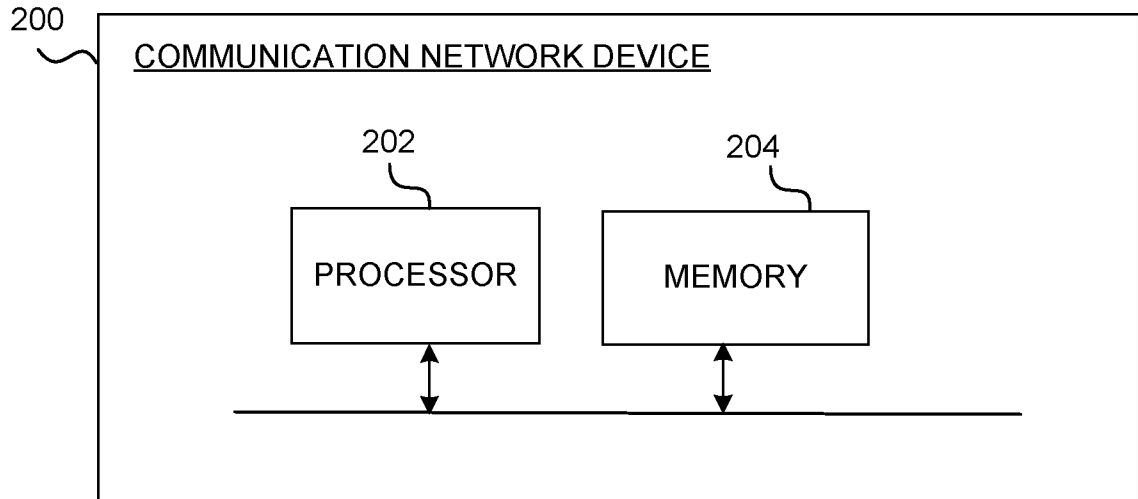 200
COMMUNICATION NETWORK DEVICE
202
204
PROCESSOR
MEMORY